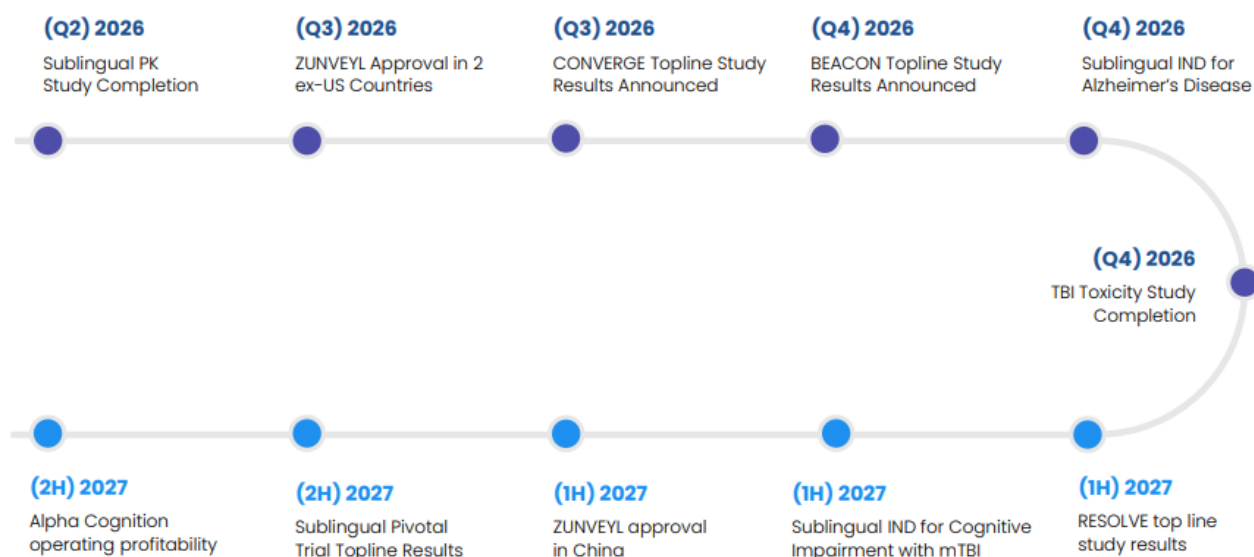 (Q2) 2026
Sublingual PK
Study Completion
(Q3) 2026
ZUNVEYL Approval in 2
ex-US Countries
(Q3) 2026
CONVERGE Topline Study
Results Announced
(Q4) 2026
BEACON Topline Study
Results Announced
(Q4) 2026
Sublingual IND for
Alzheimer's Disease
(Q4) 2026
TBI Toxicity Study
Completion
(2H) 2027
Alpha Cognition
operating profitability
(2H) 2027
Sublingual Pivotal
Trial Topline Results
(1H) 2027
ZUNVEYL approval
in China
(1H) 2027
Sublingual IND for Cognitive
Impairment with mTBI
(1H) 2027
RESOLVE top line
study results